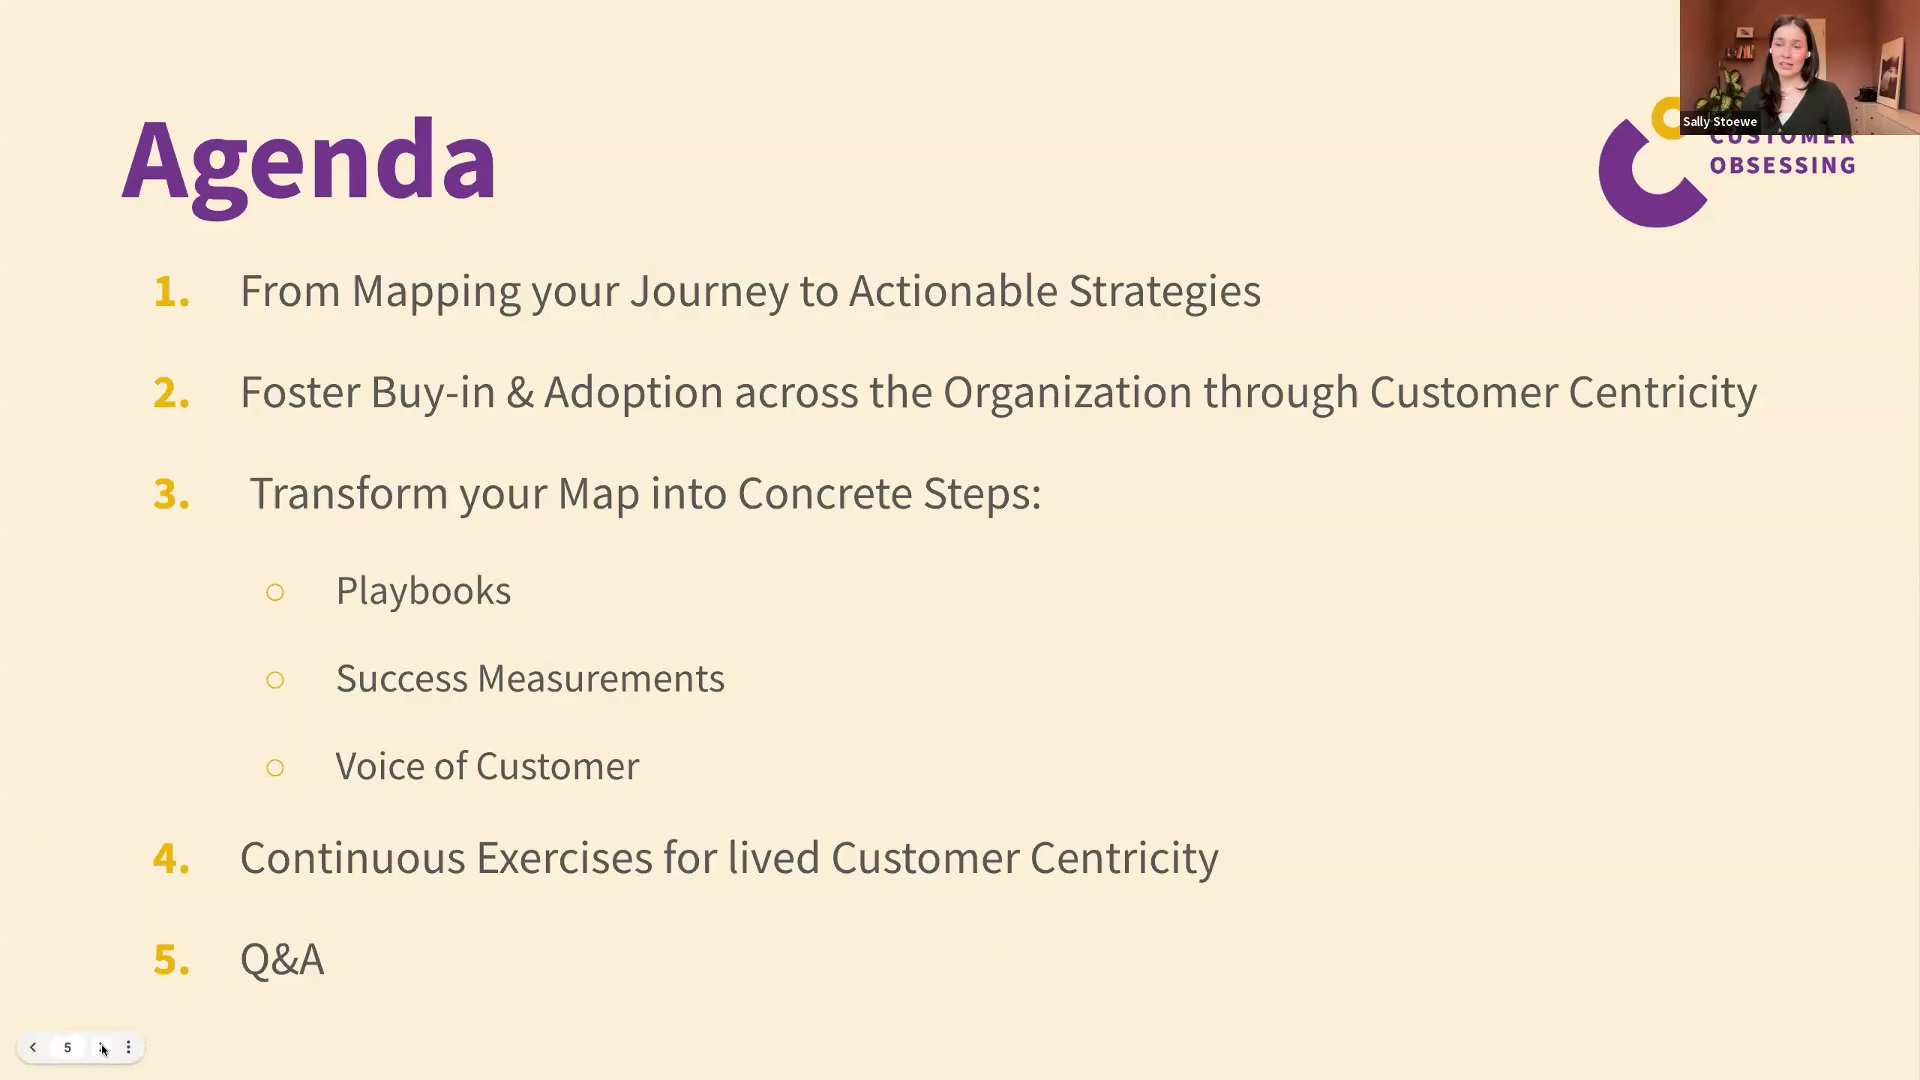 Sally Stoewe
CUSTOMER
OBSESSING
Agenda
1. From Mapping your Journey to Actionable Strategies
2. Foster Buy-in & Adoption across the Organization through Customer Centricity
3. Transform your Map into Concrete Steps:
○ Playbooks
○ Success Measurements
○ Voice of Customer
4. Continuous Exercises for lived Customer Centricity
5. Q&A
5